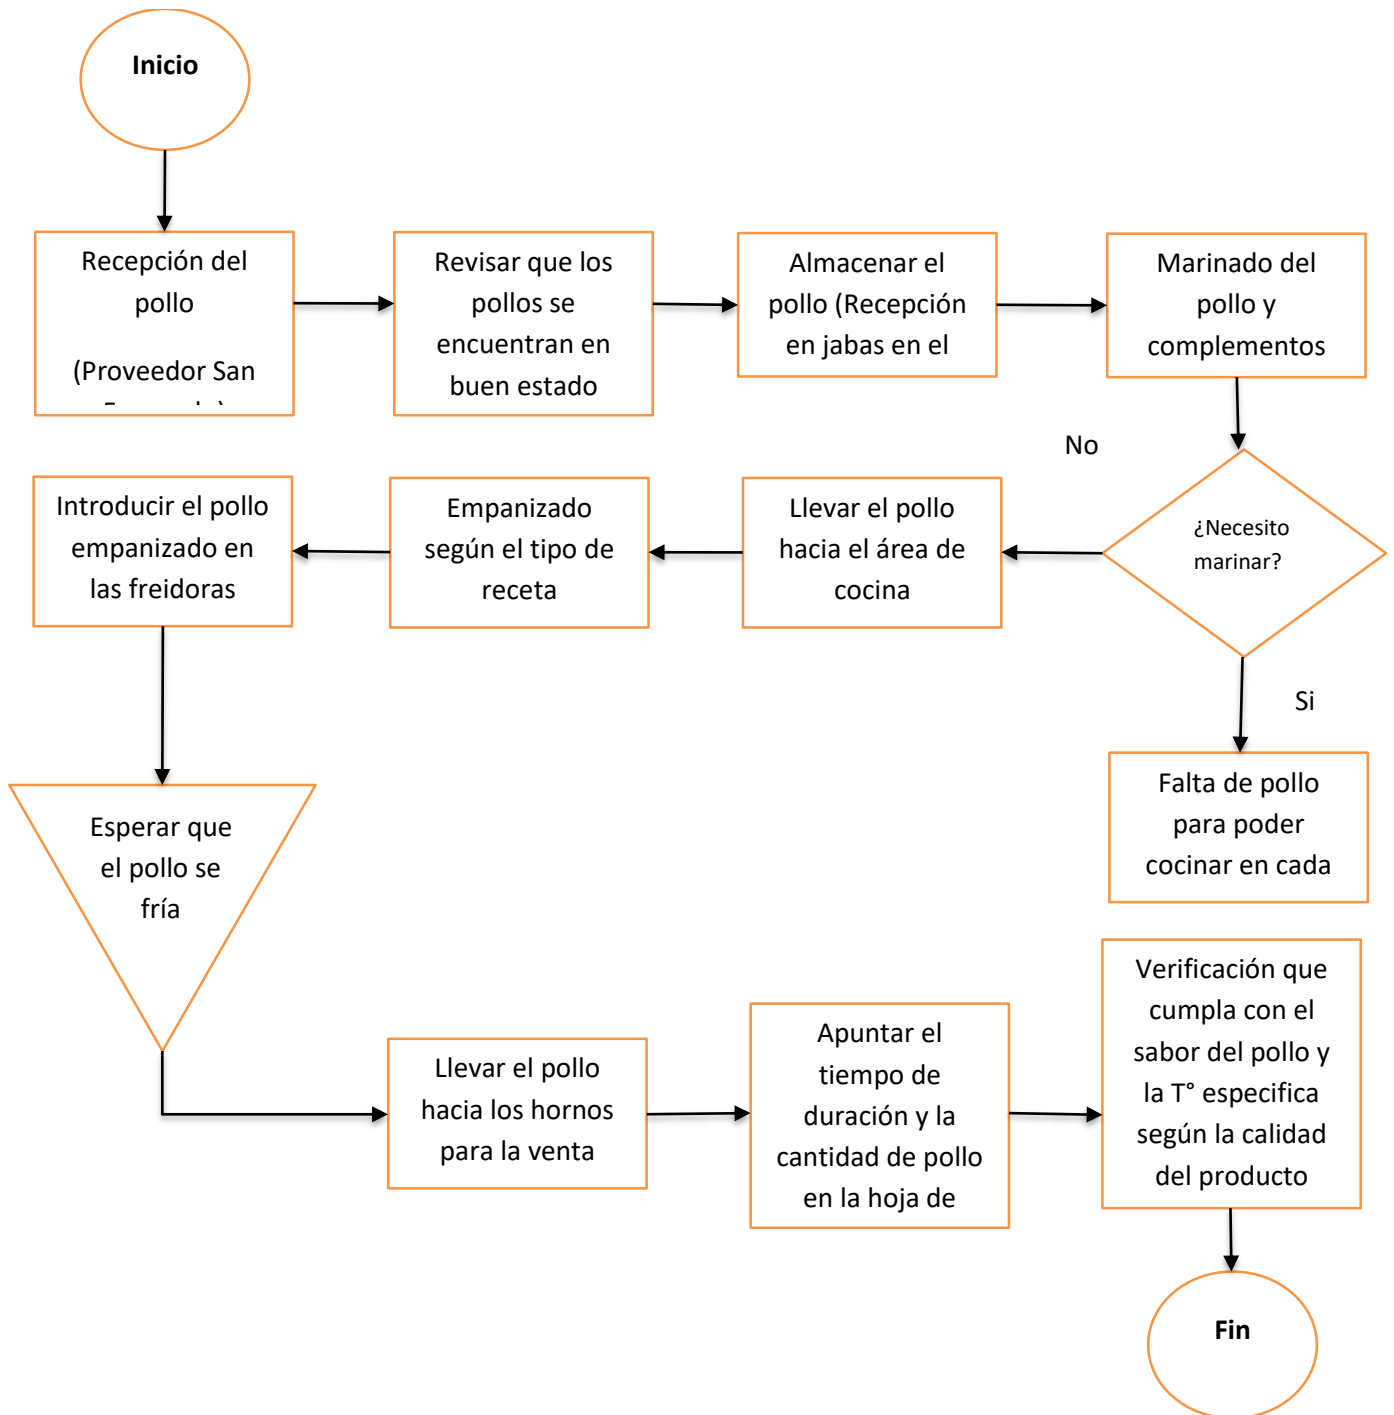 Inicio
Recepción del
pollo
(Proveedor San
Revisar que los
pollos se
encuentran en
buen estado
Almacenar el
pollo (Recepción
en jabas en el
Marinado del
pollo y
complementos
No
¿Necesito
marinar?
Llevar el pollo
hacia el área de
cocina
Empanizado
según el tipo de
receta
Introducir el pollo
empanizado en
las freidoras
Si
Falta de pollo
para poder
cocinar en cada
Esperar que
el pollo se
fría
Llevar el pollo
hacia los hornos
para la venta
Apuntar el
tiempo de
duración y la
cantidad de pollo
en la hoja de
Verificación que
cumpla con el
sabor del pollo y
la T° especifica
según la calidad
del producto
Fin